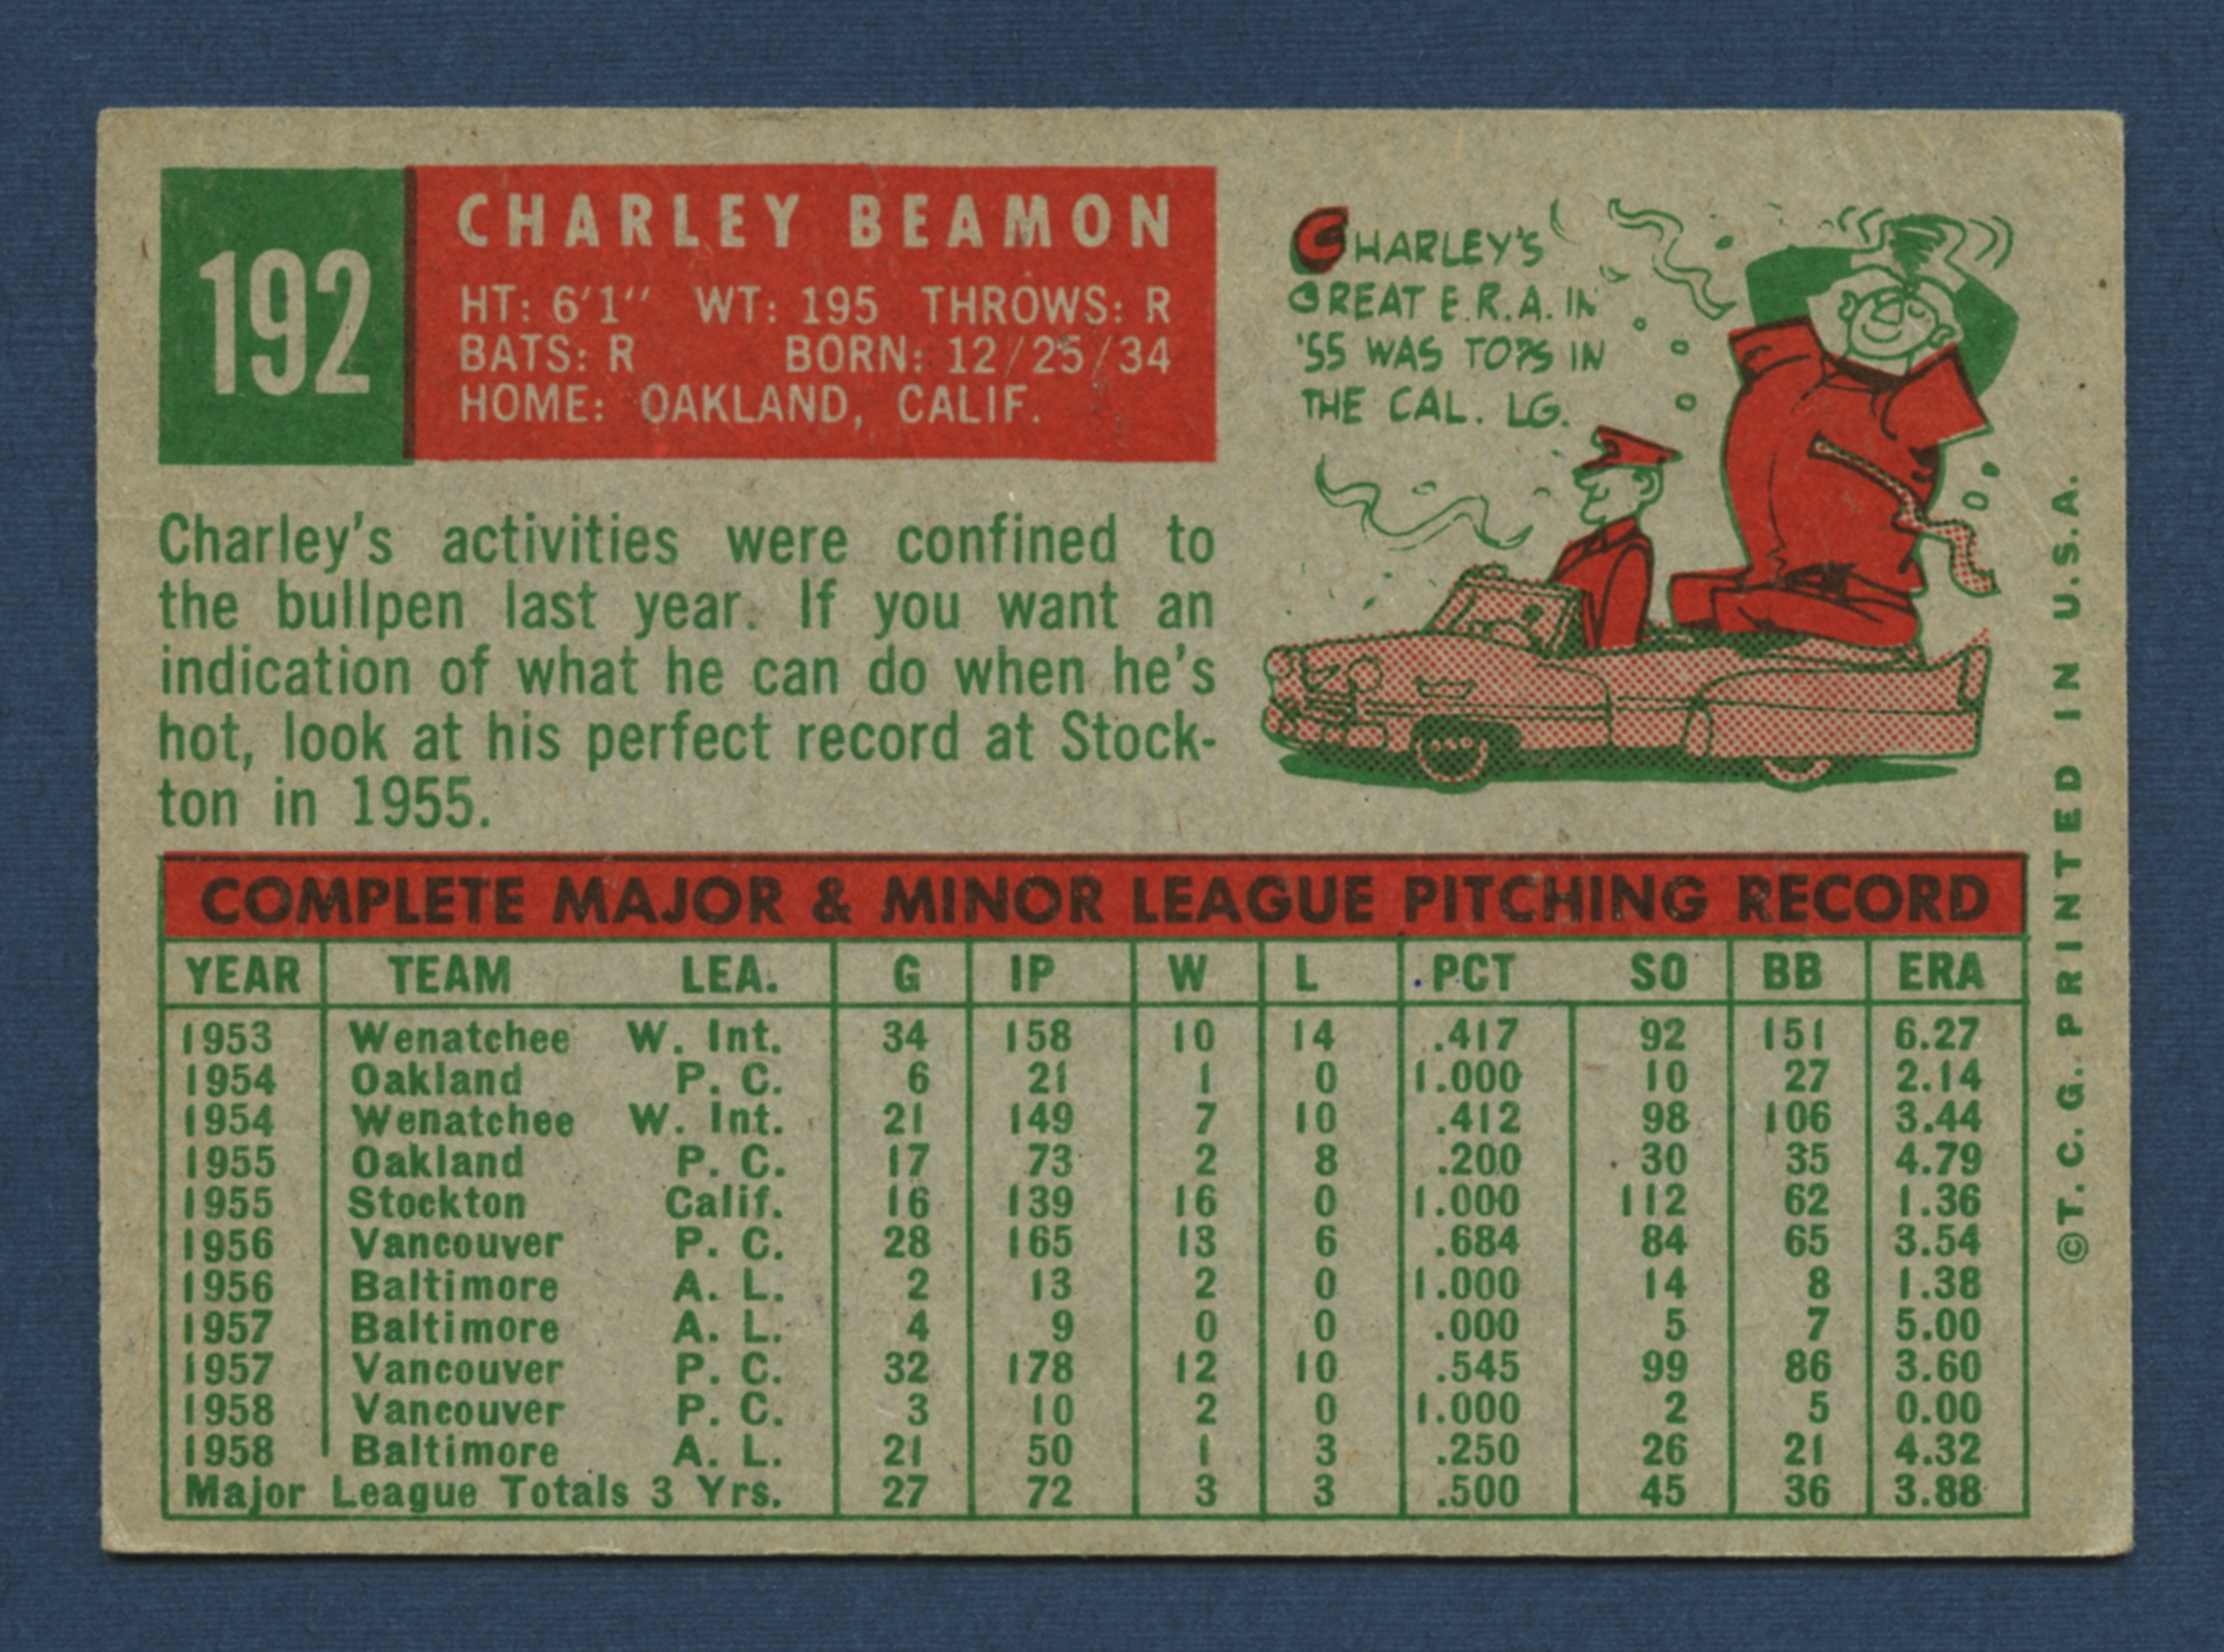 192
CHARLEY BEAMON
HT: 6'1" WT: 195 THROWS: R
BATS: R BORN: 12/25/34
HOME: OAKLAND, CALIF.
CHARLEY'S
GREAT E.R.A. IN
'55 WAS TOPS IN
THE CAL. LG.
Charley's activities were confined to
the bullpen last year. If you want an
indication of what he can do when he's
hot, look at his perfect record at Stock-
ton in 1955.
COMPLETE MAJOR & MINOR LEAGUE PITCHING RECORD
YEAR TEAM LEA. G IP W L PCT SO BB ERA
1953 Wenatchee W. Int. 34 158 10 14 .417 92 151 6.27
1954 Oakland P. C. 6 21 1 0 1.000 10 27 2.14
1954 Wenatchee W. Int. 21 149 7 10 .412 98 106 3.44
1955 Oakland P. C. 17 73 2 8 .200 30 35 4.79
1955 Stockton Calif. 16 139 16 0 1.000 112 62 1.36
1956 Vancouver P. C. 28 165 13 6 .684 84 65 3.54
1956 Baltimore A. L. 2 13 2 0 1.000 14 8 1.38
1957 Baltimore A. L. 4 9 0 0 .000 5 7 5.00
1957 Vancouver P. C. 32 178 12 10 .545 99 86 3.60
1958 Vancouver P. C. 3 10 2 0 1.000 2 5 0.00
1958 Baltimore A. L. 21 50 1 3 .250 26 21 4.32
Major League Totals 3 Yrs. 27 72 3 3 .500 45 36 3.88
©T. C. G. PRINTED IN U.S.A.